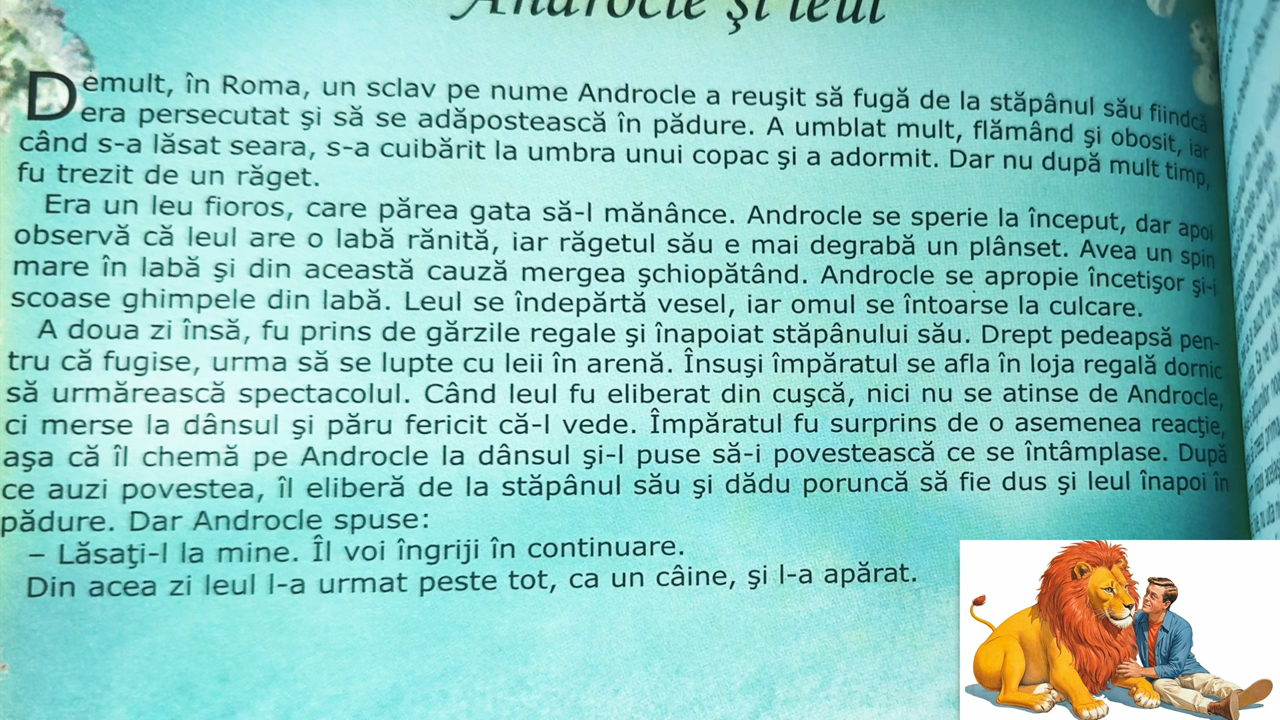 Androcle şi leul
Demult, în Roma, un sclav pe nume Androcle a reuşit să fugă de la stăpânul său fiindcă
era persecutat şi să se adăpostească în pădure. A umblat mult, flămând şi obosit, iar
când s-a lăsat seara, s-a cuibărit la umbra unui copac şi a adormit. Dar nu după mult timp,
fu trezit de un răget.
Era un leu fioros, care părea gata să-l mănânce. Androcle se sperie la început, dar apoi
observă că leul are o labă rănită, iar răgetul său e mai degrabă un plânset. Avea un spin
mare în labă şi din această cauză mergea şchiopătând. Androcle se apropie încetişor şi-i
scoase ghimpele din labă. Leul se îndepărtă vesel, iar omul se întoarse la culcare.
A doua zi însă, fu prins de gărzile regale şi înapoiat stăpânului său. Drept pedeapsă pen-
tru că fugise, urma să se lupte cu leii în arenă. Însuşi împăratul se afla în loja regală dornic
să urmărească spectacolul. Când leul fu eliberat din cuşcă, nici nu se atinse de Androcle,
ci merse la dânsul şi păru fericit că-l vede. Împăratul fu surprins de o asemenea reacţie,
aşa că îl chemă pe Androcle la dânsul şi-l puse să-i povestească ce se întâmplase. După
ce auzi povestea, îl eliberă de la stăpânul său şi dădu poruncă să fie dus şi leul înapoi în
pădure. Dar Androcle spuse:
– Lăsaţi-l la mine. Îl voi îngriji în continuare.
Din acea zi leul l-a urmat peste tot, ca un câine, şi l-a apărat.